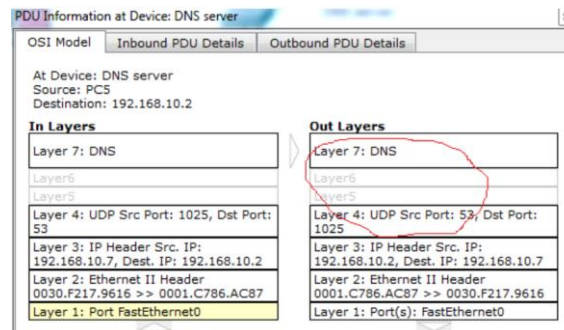 PDU Information at Device: DNS server
OSI Model
Inbound PDU Details
Outbound PDU Details
At Device: DNS server
Source: PC5
Destination: 192.168.10.2
In Layers
Layer 7: DNS
Layer6
Layer5
Layer 4: UDP Src Port: 1025, Dst Port:
53
Layer 3: IP Header Src. IP:
192.168.10.7, Dest. IP: 192.168.10.2
Layer 2: Ethernet II Header
0030.F217.9616 >> 0001.C786.AC87
Layer 1: Port FastEthernet0
Out Layers
Layer 7: DNS
Layer6
Layer5
Layer 4: UDP Src Port: 53, Dst Port:
1025
Layer 3: IP Header Src. IP:
192.168.10.2, Dest. IP: 192.168.10.7
Layer 2: Ethernet II Header
0001.C786.AC87 >> 0030.F217.9616
Layer 1: Port(s): FastEthernet0